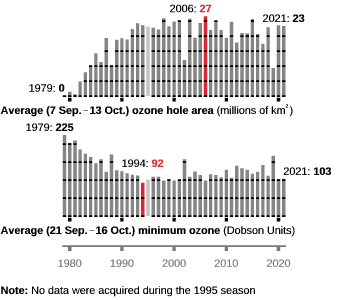 2006: 27
2021: 23
1979: 0
Average (7 Sep.–13 Oct.) ozone hole area (millions of km²)
1979: 225
1994: 92
2021: 103
Average (21 Sep.–16 Oct.) minimum ozone (Dobson Units)
1980 1990 2000 2010 2020
Note: No data were acquired during the 1995 season